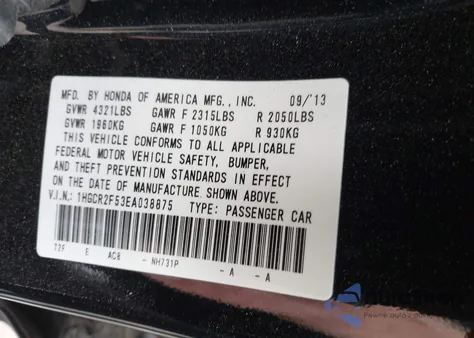 MFD. BY HONDA OF AMERICA MFG., INC. 09/'13
GVWR 4321LBS GAWR F 2315LBS R 2050LBS
GVWR 1960KG GAWR F 1050KG R 930KG
THIS VEHICLE CONFORMS TO ALL APPLICABLE
FEDERAL MOTOR VEHICLE SAFETY, BUMPER,
AND THEFT PREVENTION STANDARDS IN EFFECT
ON THE DATE OF MANUFACTURE SHOWN ABOVE.
V.I.N.: 1HGCR2F53EA038875 TYPE: PASSENGER CAR
T2F E AC8 - NH731P - A - A